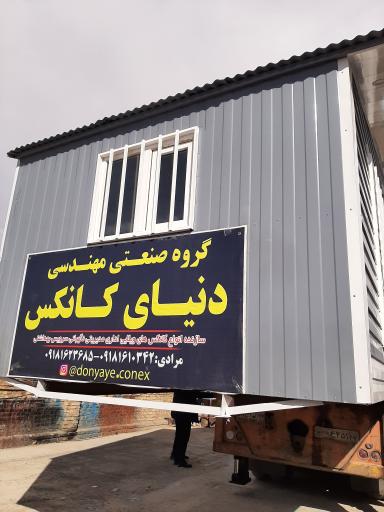 گروه صنعتی مهندسی
دنیای کانکس
سازنده انواع کانکس های ویلایی اداری مدیریتی نگهبانی سرویس بهداشتی
مرادی:۰۹۱۸۱۶۱۰۳۴۲-۰۹۱۸۱۶۲۳۶۸۵
@donyaye.conex